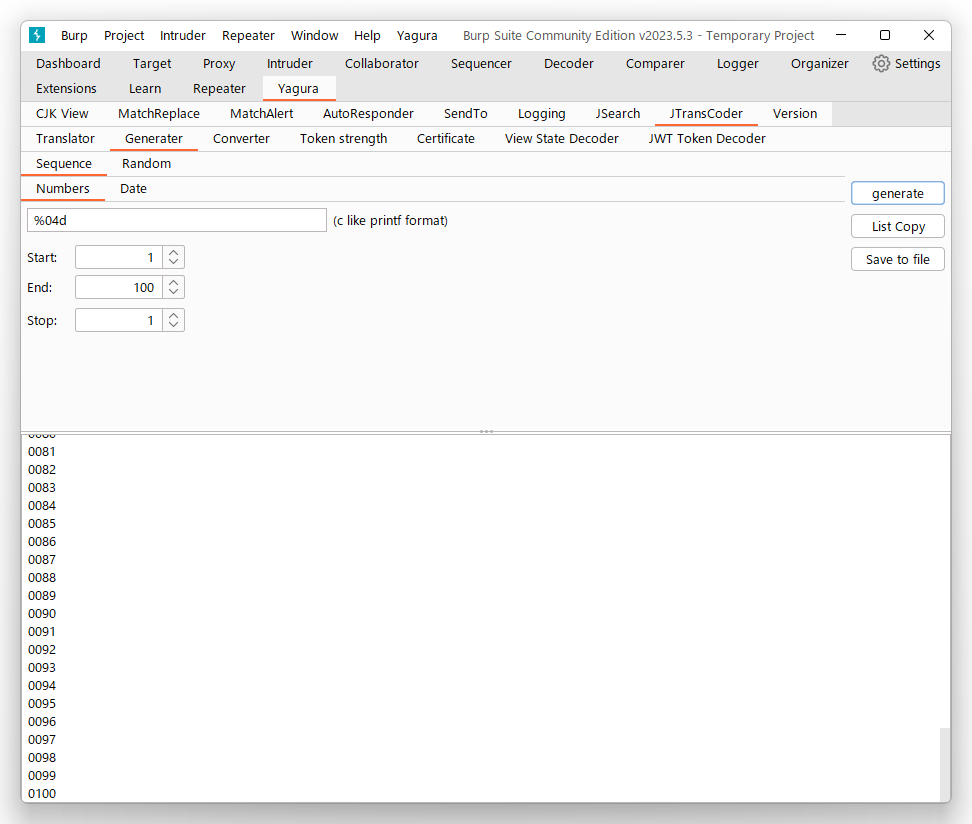 Burp Project Intruder Repeater Window Help Yagura Burp Suite Community Edition v2023.5.3 - Temporary Project
Dashboard Target Proxy Intruder Collaborator Sequencer Decoder Comparer Logger Organizer Settings
Extensions Learn Repeater Yagura
CJK View MatchReplace MatchAlert AutoResponder SendTo Logging JSearch JTransCoder Version
Translator Generater Converter Token strength Certificate View State Decoder JWT Token Decoder
Sequence Random
Numbers Date
generate
%04d (c like printf format)
List Copy
Start: 1
Save to file
End: 100
Stop: 1
0080
0081
0082
0083
0084
0085
0086
0087
0088
0089
0090
0091
0092
0093
0094
0095
0096
0097
0098
0099
0100